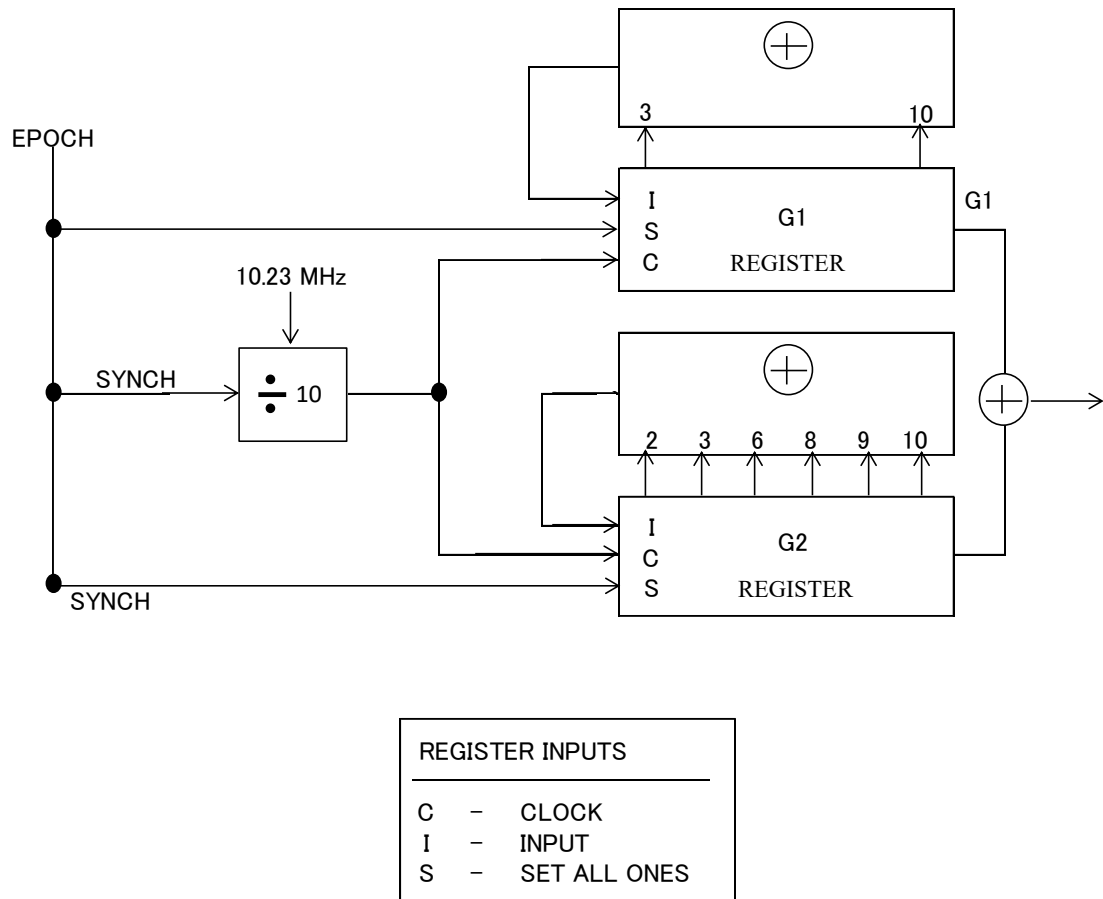 3 10
EPOCH
I
S
C
G1
REGISTER
G1
10.23 MHz
SYNCH
÷ 10
2 3 6 8 9 10
I
C
S
G2
REGISTER
SYNCH
REGISTER INPUTS
C - CLOCK
I - INPUT
S - SET ALL ONES